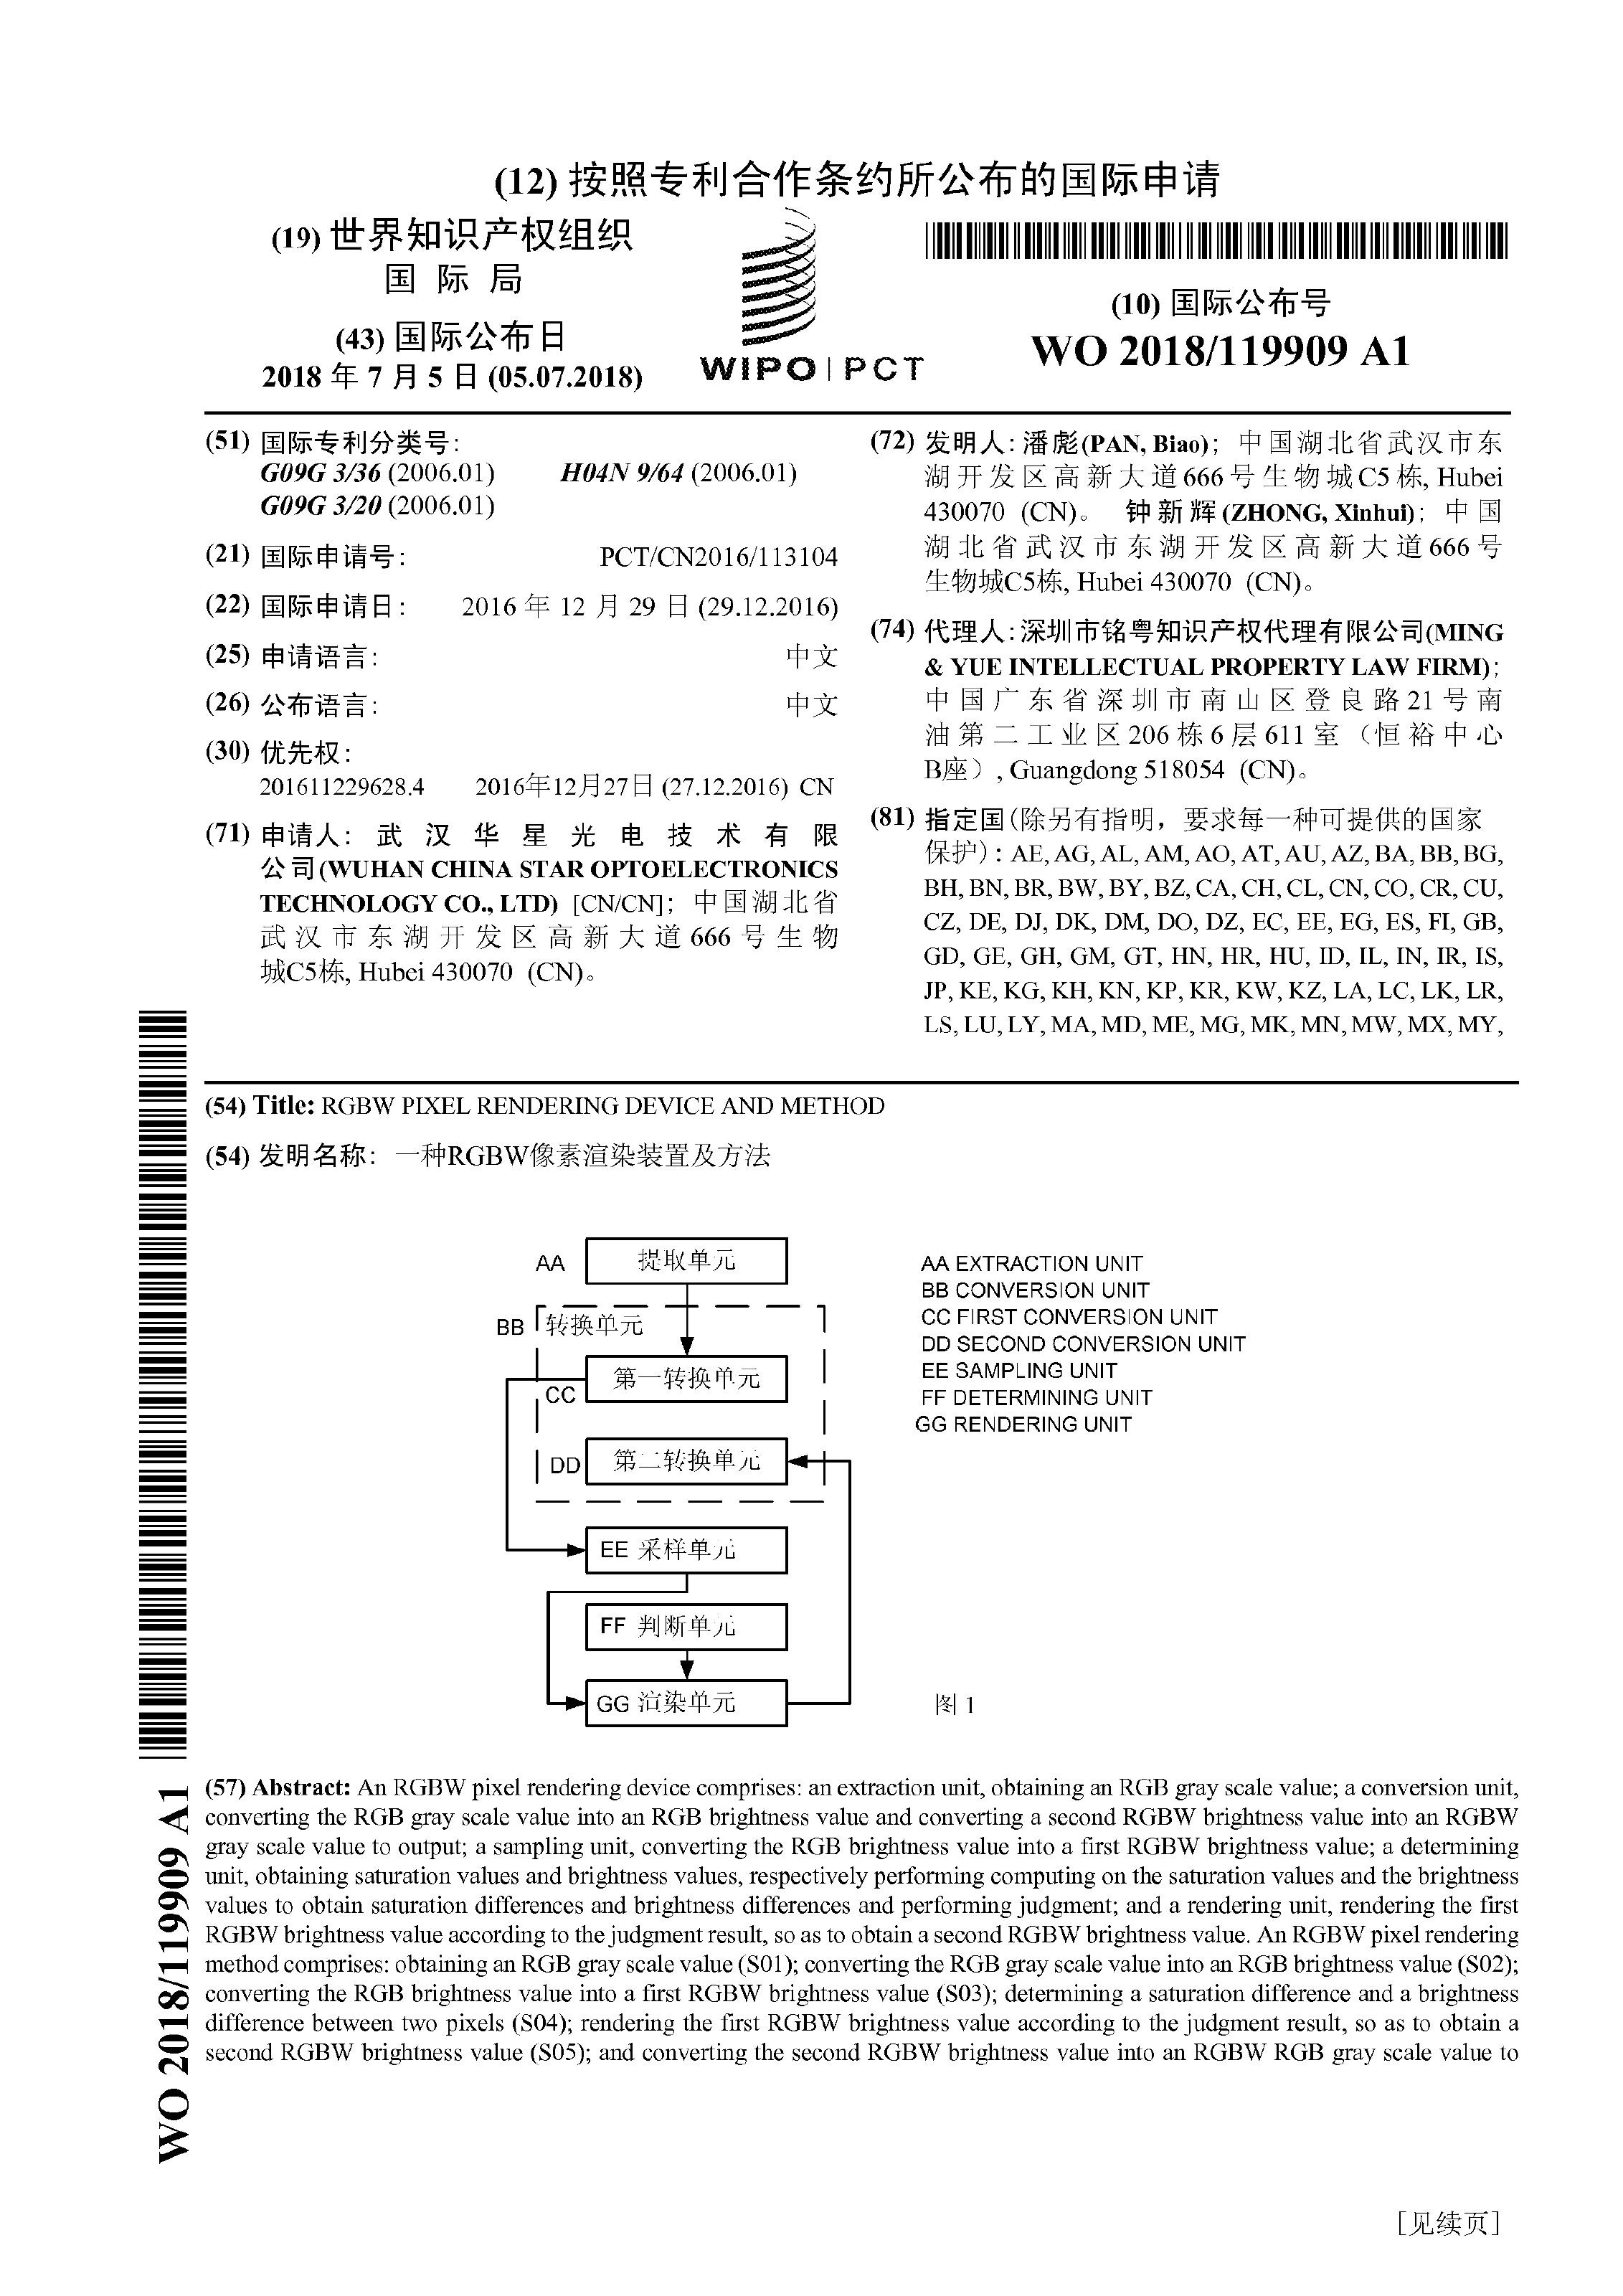 (12) 按照专利合作条约所公布的国际申请
(19) 世界知识产权组织
国 际 局
(43) 国际公布日
2018 年 7 月 5 日 (05.07.2018)
WIPO | PCT
(10) 国际公布号
WO 2018/119909 A1
(51) 国际专利分类号:
G09G 3/36 (2006.01) H04N 9/64 (2006.01)
G09G 3/20 (2006.01)
(21) 国际申请号: PCT/CN2016/113104
(22) 国际申请日: 2016 年 12 月 29 日 (29.12.2016)
(25) 申请语言: 中文
(26) 公布语言: 中文
(30) 优先权:
201611229628.4 2016年12月27日 (27.12.2016) CN
(71) 申请人: 武 汉 华 星 光 电 技 术 有 限
公司(WUHAN CHINA STAR OPTOELECTRONICS
TECHNOLOGY CO., LTD) [CN/CN]; 中国湖北省
武 汉 市 东 湖 开 发 区 高 新 大 道 666 号 生 物
城C5栋, Hubei 430070 (CN)。
(72) 发明人: 潘彪(PAN, Biao); 中国湖北省武汉市东
湖开发区高新大道666号生物城C5栋, Hubei
430070 (CN)。 钟新辉(ZHONG, Xinhui); 中国
湖北省武汉市东湖开发区高新大道666号
生物城C5栋, Hubei 430070 (CN)。
(74) 代理人: 深圳市铭粤知识产权代理有限公司(MING
& YUE INTELLECTUAL PROPERTY LAW FIRM);
中国广东省深圳市南山区登良路21号南
油第二工业区206栋6层611室（恒裕中心
B座）, Guangdong 518054 (CN)。
(81) 指定国(除另有指明，要求每一种可提供的国家
保护): AE, AG, AL, AM, AO, AT, AU, AZ, BA, BB, BG,
BH, BN, BR, BW, BY, BZ, CA, CH, CL, CN, CO, CR, CU,
CZ, DE, DJ, DK, DM, DO, DZ, EC, EE, EG, ES, FI, GB,
GD, GE, GH, GM, GT, HN, HR, HU, ID, IL, IN, IR, IS,
JP, KE, KG, KH, KN, KP, KR, KW, KZ, LA, LC, LK, LR,
LS, LU, LY, MA, MD, ME, MG, MK, MN, MW, MX, MY,
(54) Title: RGBW PIXEL RENDERING DEVICE AND METHOD
(54) 发明名称: 一种RGBW像素渲染装置及方法
AA 提取单元
BB 转换单元
CC 第一转换单元
DD 第二转换单元
EE 采样单元
FF 判断单元
GG 渲染单元
AA EXTRACTION UNIT
BB CONVERSION UNIT
CC FIRST CONVERSION UNIT
DD SECOND CONVERSION UNIT
EE SAMPLING UNIT
FF DETERMINING UNIT
GG RENDERING UNIT
图 1
(57) Abstract: An RGBW pixel rendering device comprises: an extraction unit, obtaining an RGB gray scale value; a conversion unit,
converting the RGB gray scale value into an RGB brightness value and converting a second RGBW brightness value into an RGBW
gray scale value to output; a sampling unit, converting the RGB brightness value into a first RGBW brightness value; a determining
unit, obtaining saturation values and brightness values, respectively performing computing on the saturation values and the brightness
values to obtain saturation differences and brightness differences and performing judgment; and a rendering unit, rendering the first
RGBW brightness value according to the judgment result, so as to obtain a second RGBW brightness value. An RGBW pixel rendering
method comprises: obtaining an RGB gray scale value (S01); converting the RGB gray scale value into an RGB brightness value (S02);
converting the RGB brightness value into a first RGBW brightness value (S03); determining a saturation difference and a brightness
difference between two pixels (S04); rendering the first RGBW brightness value according to the judgment result, so as to obtain a
second RGBW brightness value (S05); and converting the second RGBW brightness value into an RGBW RGB gray scale value to
WO 2018/119909 A1
[见续页]